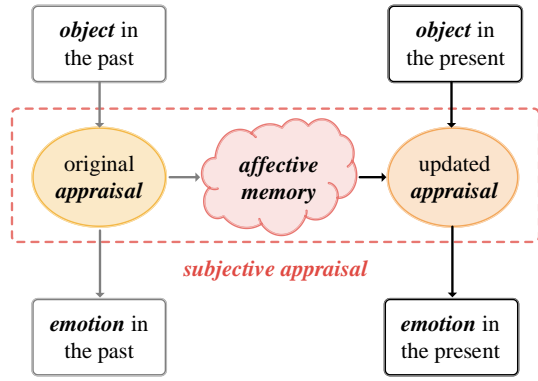 object in
the past
object in
the present
original
appraisal
affective
memory
updated
appraisal
subjective appraisal
emotion in
the past
emotion in
the present